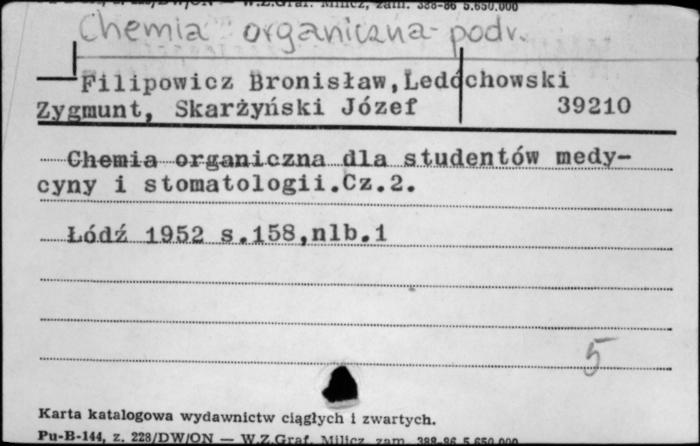 Chemia organiczna podr.
Filipowicz Bronisław,Ledóchowski
Zygmunt, Skarżyński Józef 39210
Chemia organiczna dla studentów medy-
cyny i stomatologii.Cz.2.
Łódź 1952 s.158,nlb.1
5
Karta katalogowa wydawnictw ciągłych i zwartych.
Pu-B-144, z. 228/DW/ON — W.Z.Graf. Milicz, zam. 388-86 5.650.000